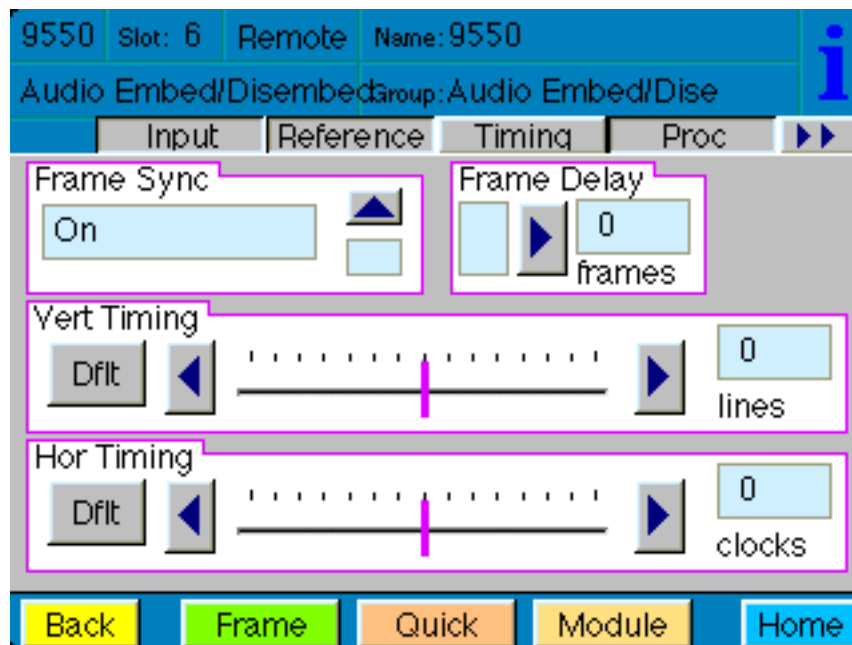 9550 Slot: 6 Remote Name: 9550
Audio Embed/Disembed Group: Audio Embed/Dise
Input Reference Timing Proc
Frame Sync
On
Frame Delay
0
frames
Vert Timing
Dflt
0
lines
Hor Timing
Dflt
0
clocks
Back Frame Quick Module Home